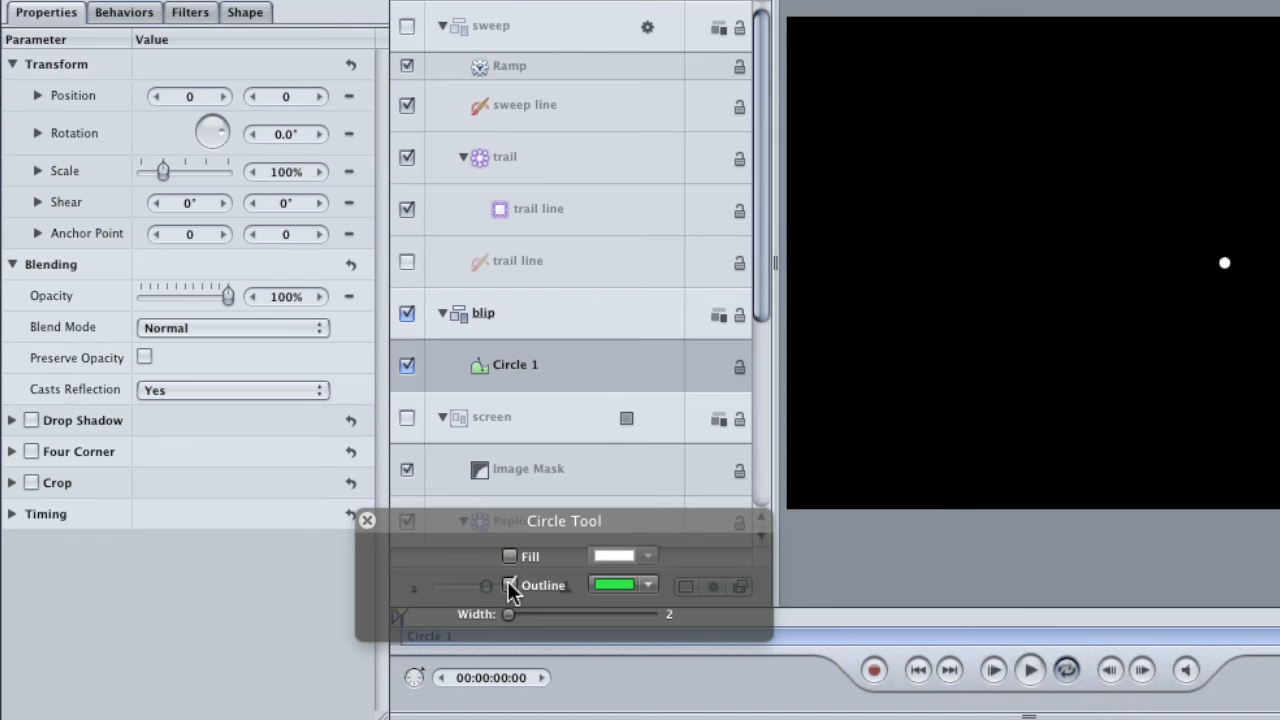 Properties Behaviors Filters Shape
Parameter Value
Transform
Position 0 0
Rotation 0.0°
Scale 100%
Shear 0° 0°
Anchor Point 0 0
Blending
Opacity 100%
Blend Mode Normal
Preserve Opacity
Casts Reflection Yes
Drop Shadow
Four Corner
Crop
Timing
sweep
Ramp
sweep line
trail
trail line
trail line
blip
Circle 1
screen
Image Mask
Circle Tool
Fill
Outline
Width: 2
Circle 1
00:00:00:00